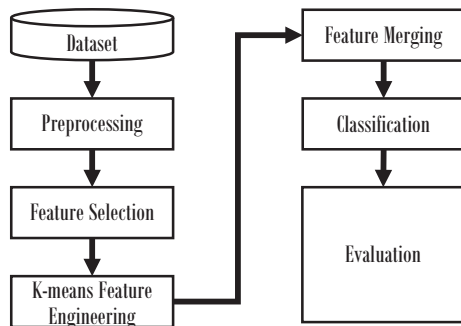 Dataset
Preprocessing
Feature Selection
K-means Feature
Engineering
Feature Merging
Classification
Evaluation